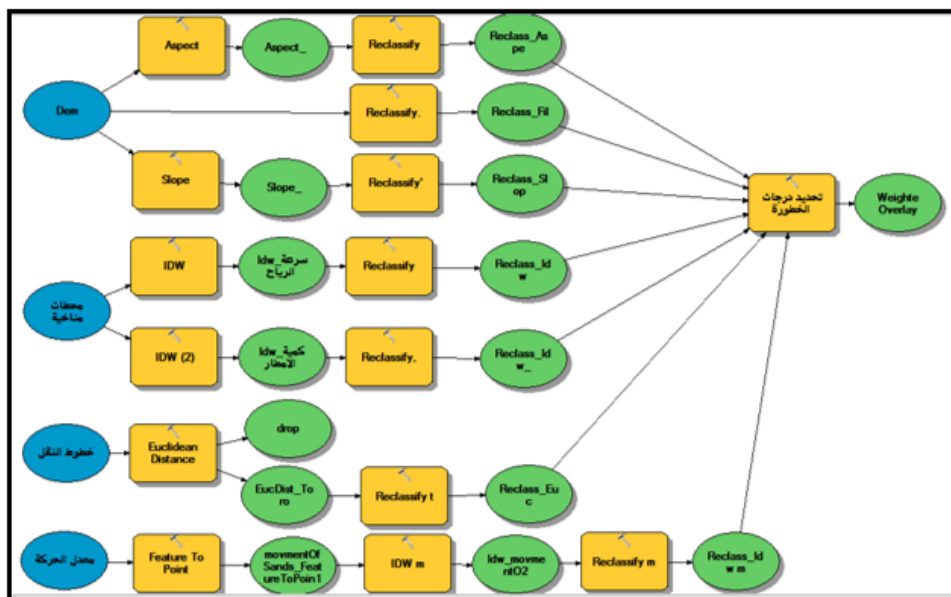 Aspect
Aspect_
Reclassify
Reclass_As
pe
Dem
Reclassify.
Reclass_Fil
Slope
Slope_
Reclassify'
Reclass_Sl
op
تحديد درجات
الخطورة
Weighte
Overlay
محطات
مناخية
IDW
Idw_سرعة
الرياح
Reclassify
Reclass_Id
w
IDW (2)
Idw_كمية
الامطار
Reclassify,
Reclass_Id
w_
خطوط النقل
Euclidean
Distance
drop
EucDist_To
ro
Reclassify t
Reclass_Eu
c
معدل الحركة
Feature To
Point
movmentOf
Sands_Feat
ureToPoin1
IDW m
Idw_movme
ntO2
Reclassify m
Reclass_Id
w m